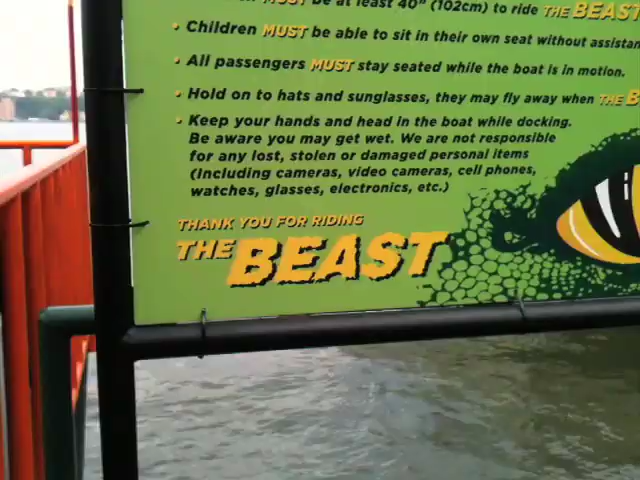 MUST be at least 40" (102cm) to ride THE BEAST
• Children MUST be able to sit in their own seat without
• All passengers MUST stay seated while the boat is in motion.
• Hold on to hats and sunglasses, they may fly away when THE
• Keep your hands and head in the boat while docking.
Be aware you may get wet. We are not responsible
for any lost, stolen or damaged personal items
(Including cameras, video cameras, cell phones,
watches, glasses, electronics, etc.)
THANK YOU FOR RIDING
THE BEAST